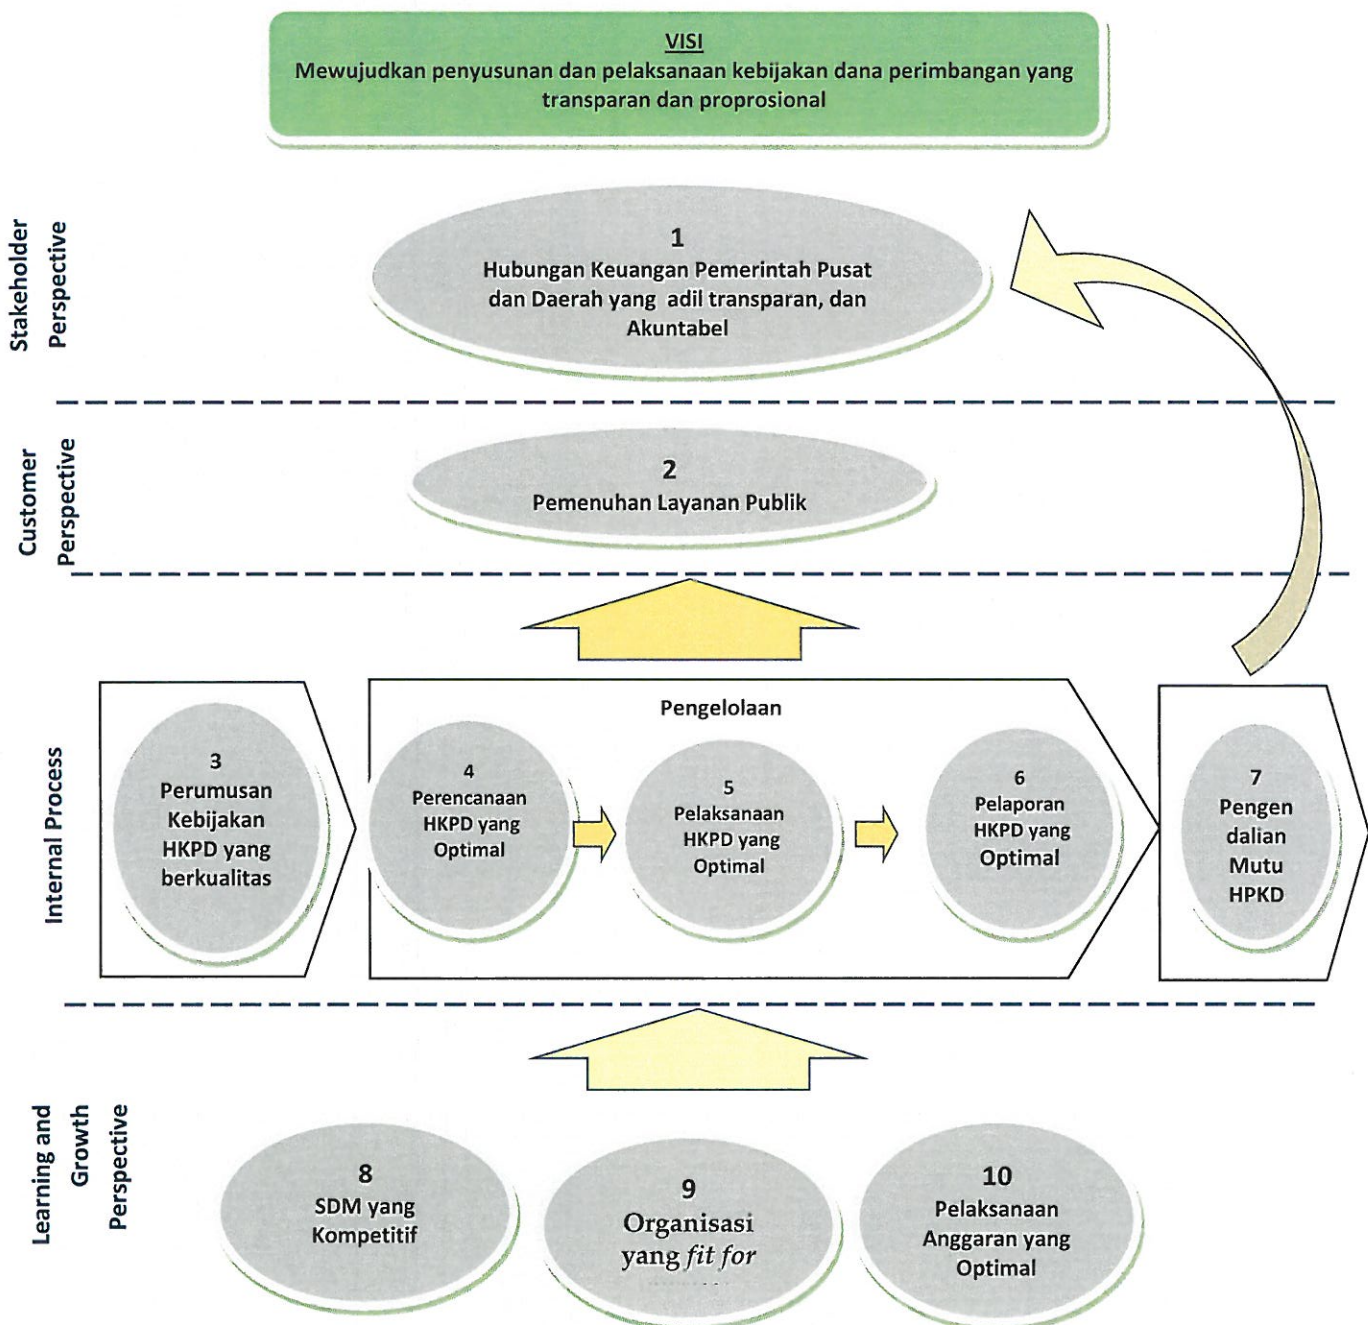 VISI
Mewujudkan penyusunan dan pelaksanaan kebijakan dana perimbangan yang
transparan dan proprosional
Stakeholder
Perspective
1
Hubungan Keuangan Pemerintah Pusat
dan Daerah yang adil transparan, dan
Akuntabel
Customer
Perspective
2
Pemenuhan Layanan Publik
Internal Process
Pengelolaan
3
Perumusan
Kebijakan
HKPD yang
berkualitas
4
Perencanaan
HKPD yang
Optimal
5
Pelaksanaan
HKPD yang
Optimal
6
Pelaporan
HKPD yang
Optimal
7
Pengen
dalian
Mutu
HPKD
Learning and
Growth
Perspective
8
SDM yang
Kompetitif
9
Organisasi
yang fit for
10
Pelaksanaan
Anggaran yang
Optimal